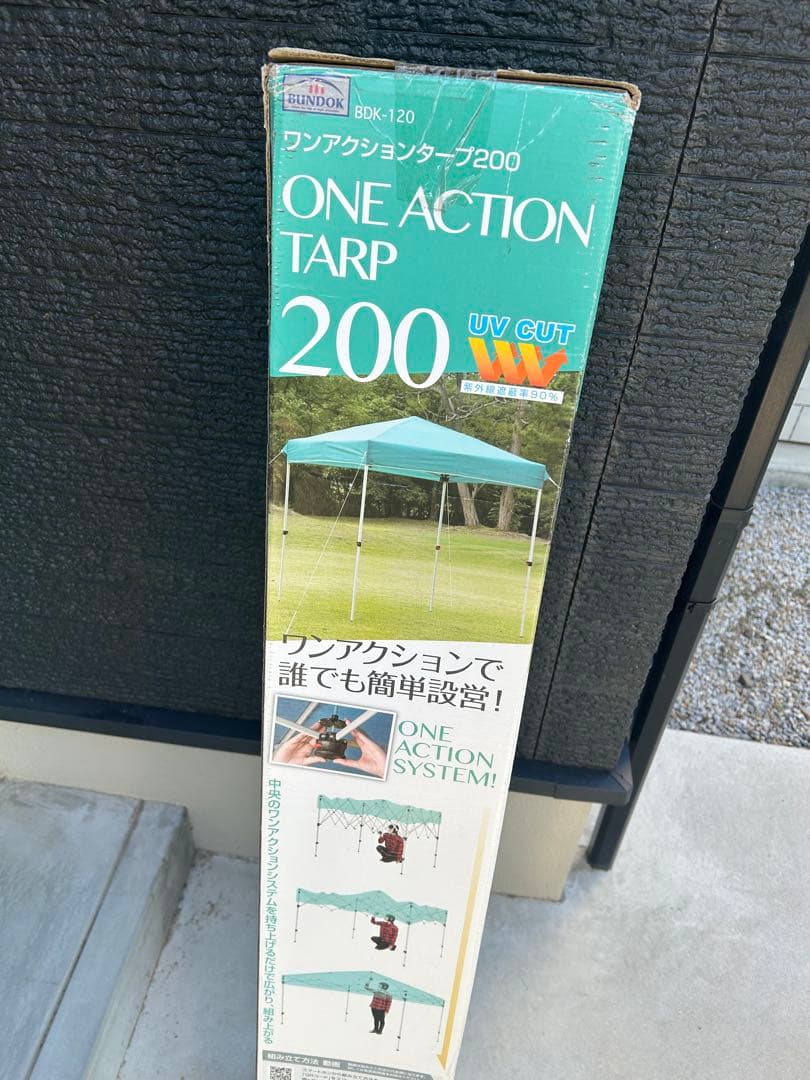 BUNDOK
BDK-120
ワンアクションタープ200
ONE ACTION
TARP
200
UV CUT
紫外線遮蔽率90%
ワンアクションで
誰でも簡単設営!
ONE
ACTION
SYSTEM!
中央のワンアクションシステムを持ち上げるだけで広がり、組み上がる
組み立て方法 動画